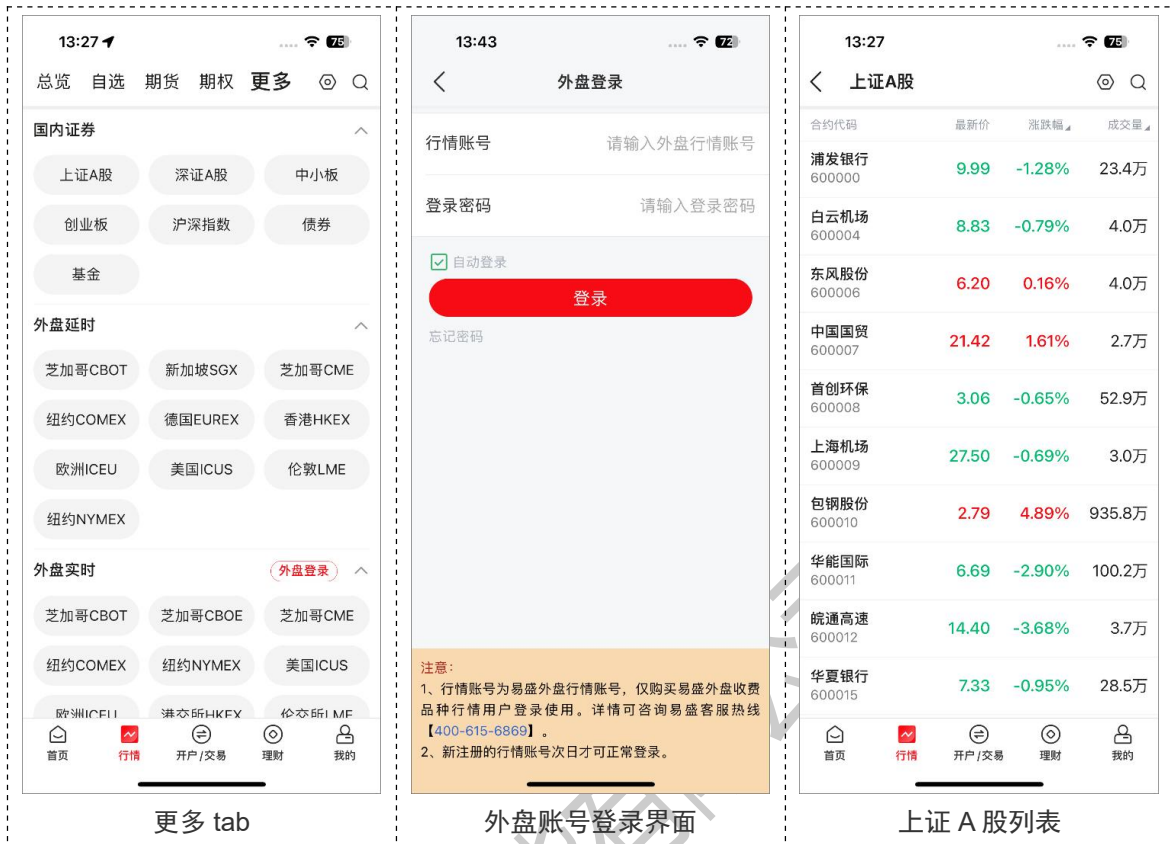 13:27
75
总览 自选 期货 期权 更多
国内证券
上证A股 深证A股 中小板
创业板 沪深指数 债券
基金
外盘延时
芝加哥CBOT 新加坡SGX 芝加哥CME
纽约COMEX 德国EUREX 香港HKEX
欧洲ICEU 美国ICUS 伦敦LME
纽约NYMEX
外盘实时 外盘登录
芝加哥CBOT 芝加哥CBOE 芝加哥CME
纽约COMEX 纽约NYMEX 美国ICUS
欧洲ICEU 港交所HKEX 伦交所LME
首页 行情 开户/交易 理财 我的
更多 tab
13:43
72
外盘登录
行情账号 请输入外盘行情账号
登录密码 请输入登录密码
自动登录
登录
忘记密码
注意：
1、行情账号为易盛外盘行情账号，仅购买易盛外盘收费
品种行情用户登录使用。详情可咨询易盛客服热线
【400-615-6869】。
2、新注册的行情账号次日才可正常登录。
外盘账号登录界面
13:27
75
上证A股
合约代码 最新价 涨跌幅 成交量
浦发银行
600000 9.99 -1.28% 23.4万
白云机场
600004 8.83 -0.79% 4.0万
东风股份
600006 6.20 0.16% 4.0万
中国国贸
600007 21.42 1.61% 2.7万
首创环保
600008 3.06 -0.65% 52.9万
上海机场
600009 27.50 -0.69% 3.0万
包钢股份
600010 2.79 4.89% 935.8万
华能国际
600011 6.69 -2.90% 100.2万
皖通高速
600012 14.40 -3.68% 3.7万
华夏银行
600015 7.33 -0.95% 28.5万
首页 行情 开户/交易 理财 我的
上证 A 股列表